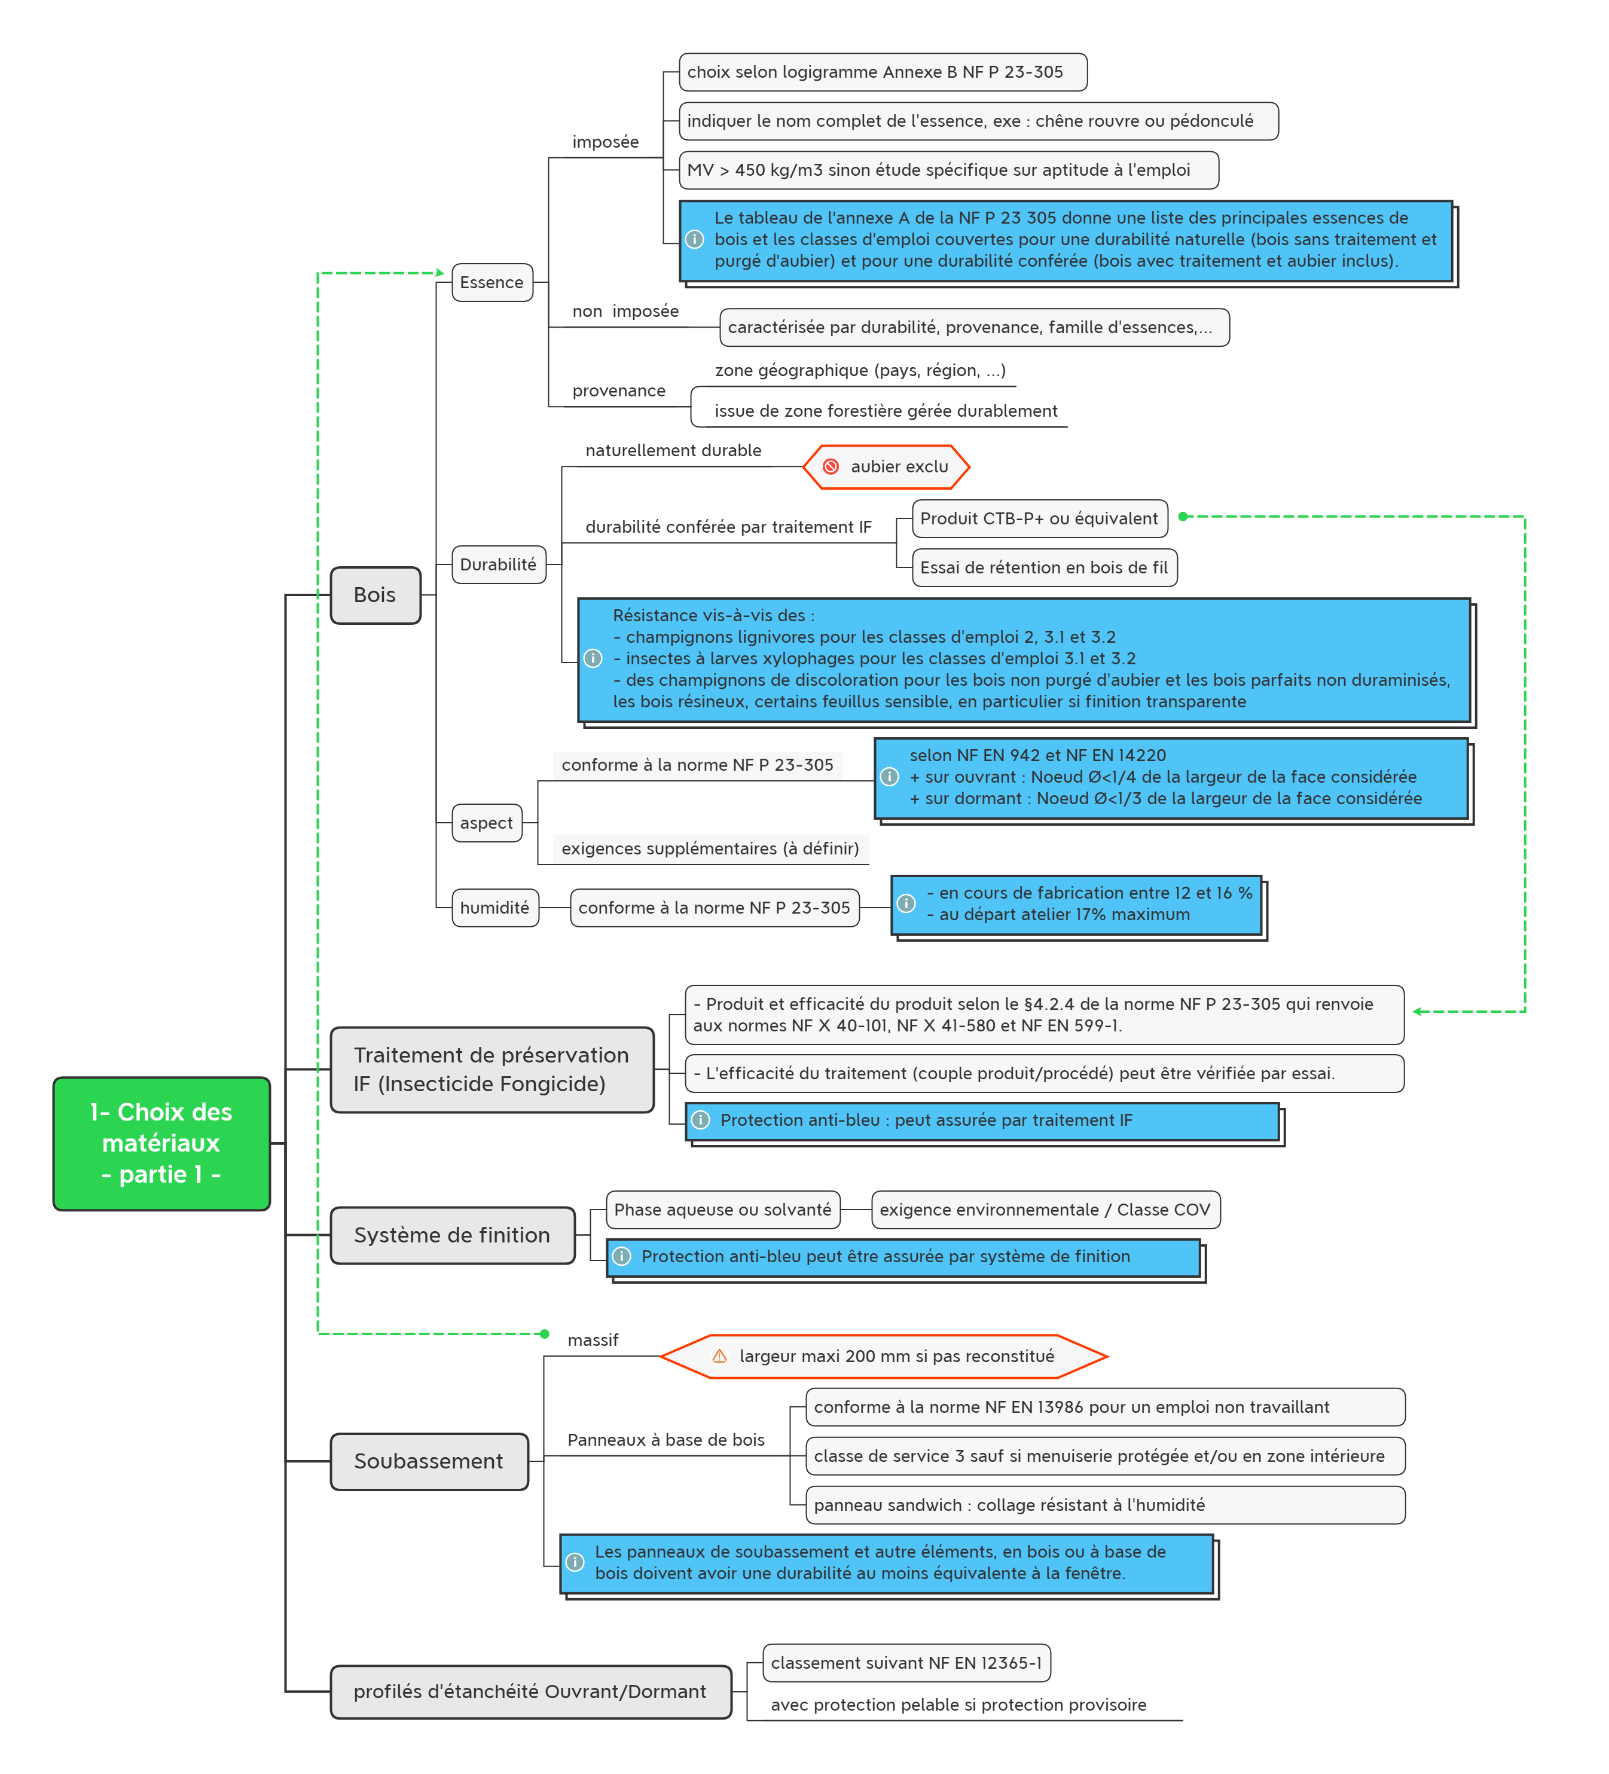 choix selon logigramme Annexe B NF P 23-305
indiquer le nom complet de l'essence, exe : chêne rouvre ou pédonculé
imposée
MV > 450 kg/m3 sinon étude spécifique sur aptitude à l'emploi
Le tableau de l'annexe A de la NF P 23 305 donne une liste des principales essences de
bois et les classes d'emploi couvertes pour une durabilité naturelle (bois sans traitement et
purgé d'aubier) et pour une durabilité conférée (bois avec traitement et aubier inclus).
Essence
non imposée
caractérisée par durabilité, provenance, famille d'essences,...
zone géographique (pays, région, ...)
provenance
issue de zone forestière gérée durablement
naturellement durable
aubier exclu
durabilité conférée par traitement IF
Produit CTB-P+ ou équivalent
Essai de rétention en bois de fil
Durabilité
Bois
Résistance vis-à-vis des :
- champignons lignivores pour les classes d'emploi 2, 3.1 et 3.2
- insectes à larves xylophages pour les classes d'emploi 3.1 et 3.2
- des champignons de discoloration pour les bois non purgé d'aubier et les bois parfaits non duraminisés,
les bois résineux, certains feuillus sensible, en particulier si finition transparente
conforme à la norme NF P 23-305
selon NF EN 942 et NF EN 14220
+ sur ouvrant : Noeud Ø<1/4 de la largeur de la face considérée
+ sur dormant : Noeud Ø<1/3 de la largeur de la face considérée
aspect
exigences supplémentaires (à définir)
humidité
conforme à la norme NF P 23-305
- en cours de fabrication entre 12 et 16 %
- au départ atelier 17% maximum
- Produit et efficacité du produit selon le §4.2.4 de la norme NF P 23-305 qui renvoie
aux normes NF X 40-101, NF X 41-580 et NF EN 599-1.
Traitement de préservation
IF (Insecticide Fongicide)
- L'efficacité du traitement (couple produit/procédé) peut être vérifiée par essai.
Protection anti-bleu : peut assurée par traitement IF
1- Choix des
matériaux
- partie 1 -
Système de finition
Phase aqueuse ou solvanté
exigence environnementale / Classe COV
Protection anti-bleu peut être assurée par système de finition
massif
largeur maxi 200 mm si pas reconstitué
Panneaux à base de bois
conforme à la norme NF EN 13986 pour un emploi non travaillant
classe de service 3 sauf si menuiserie protégée et/ou en zone intérieure
panneau sandwich : collage résistant à l'humidité
Soubassement
Les panneaux de soubassement et autre éléments, en bois ou à base de
bois doivent avoir une durabilité au moins équivalente à la fenêtre.
profilés d'étanchéité Ouvrant/Dormant
classement suivant NF EN 12365-1
avec protection pelable si protection provisoire